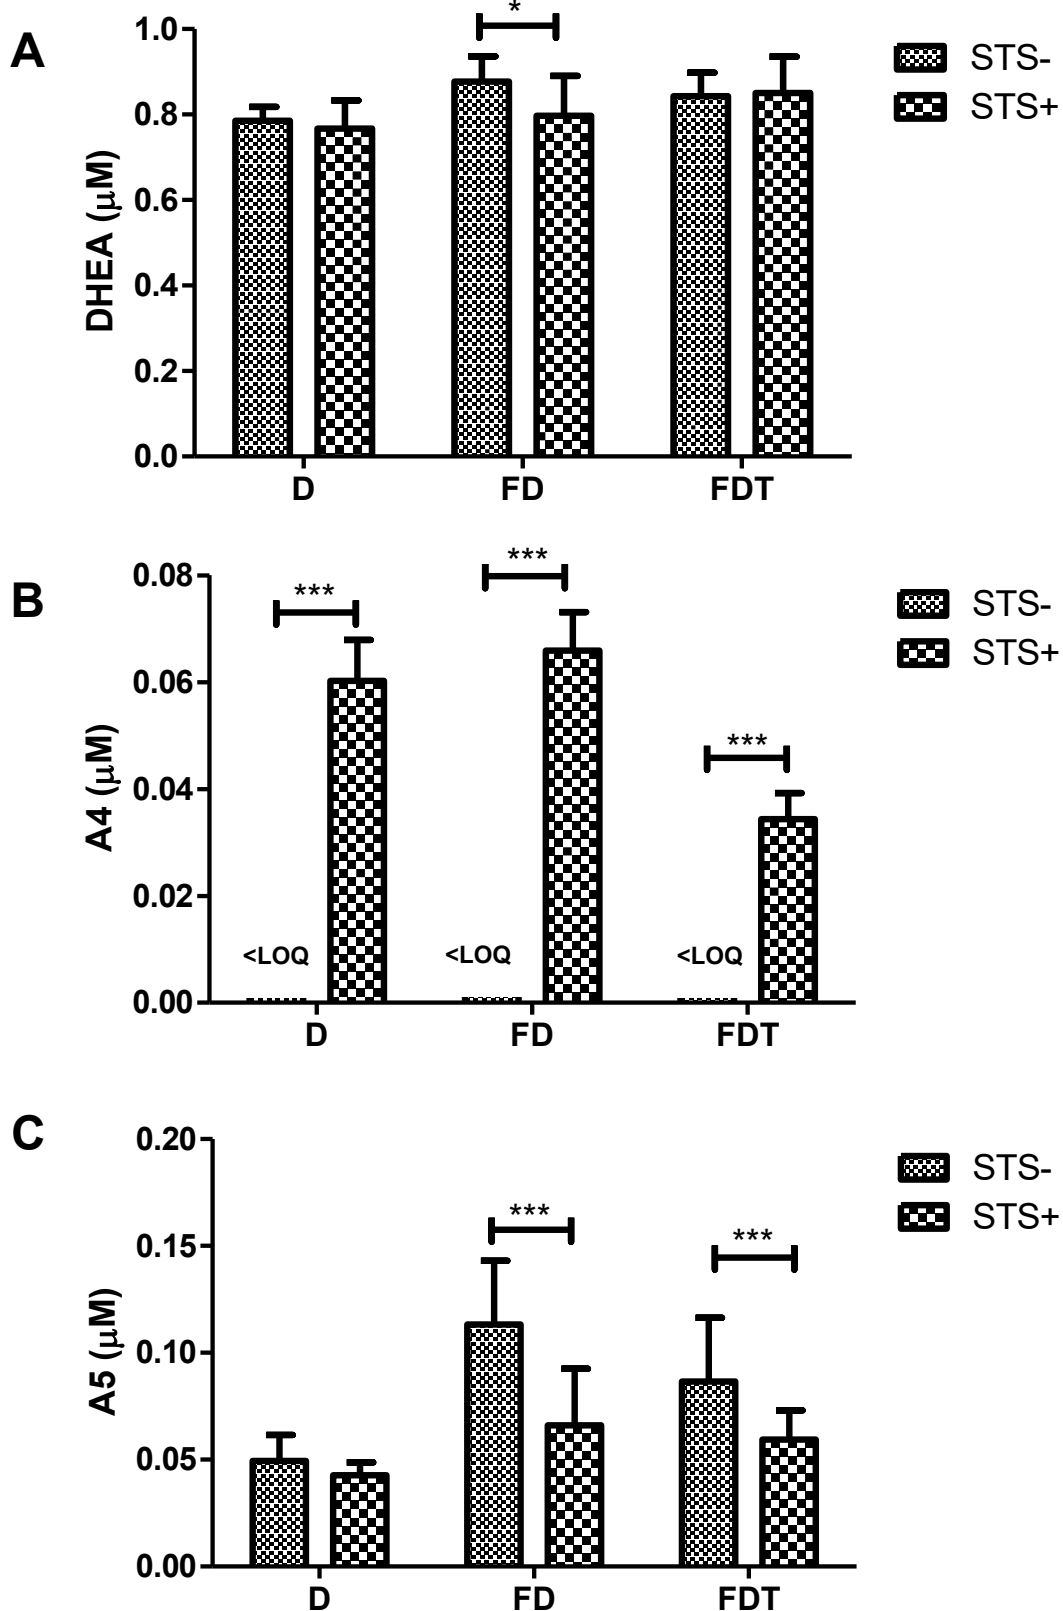 A
*
1.0
0.8
0.6
0.4
0.2
0.0
DHEA (μM)
D
FD
FDT
STS-
STS+
B
***
***
***
0.08
0.06
0.04
0.02
0.00
A4 (μM)
<LOQ
<LOQ
<LOQ
D
FD
FDT
STS-
STS+
C
***
***
0.20
0.15
0.10
0.05
0.00
A5 (μM)
D
FD
FDT
STS-
STS+